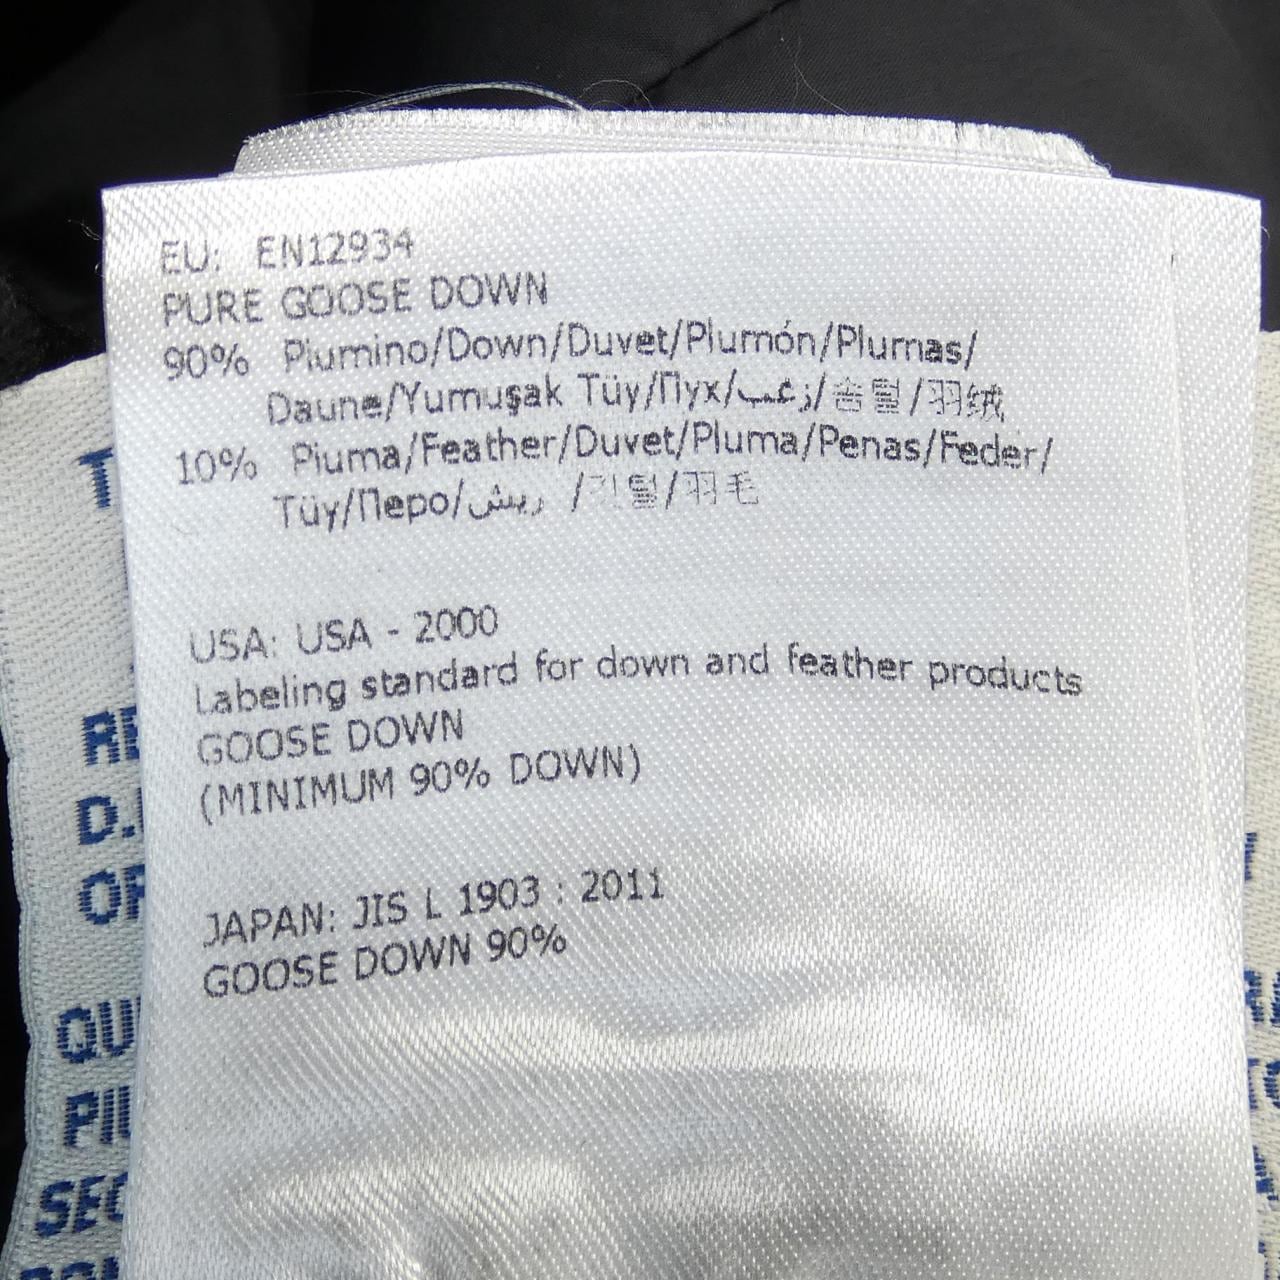 EU: EN12934
PURE GOOSE DOWN
90% Piumino/Down/Duvet/Plumón/Plumas/
Daune/Yumuşak Tüy/Пух/زغب/솜털/羽绒
10% Piuma/Feather/Duvet/Pluma/Penas/Feder/
Tüy/Перо/ريش /깃털/羽毛
USA: USA - 2000
Labeling standard for down and feather products
GOOSE DOWN
(MINIMUM 90% DOWN)
JAPAN: JIS L 1903 : 2011
GOOSE DOWN 90%